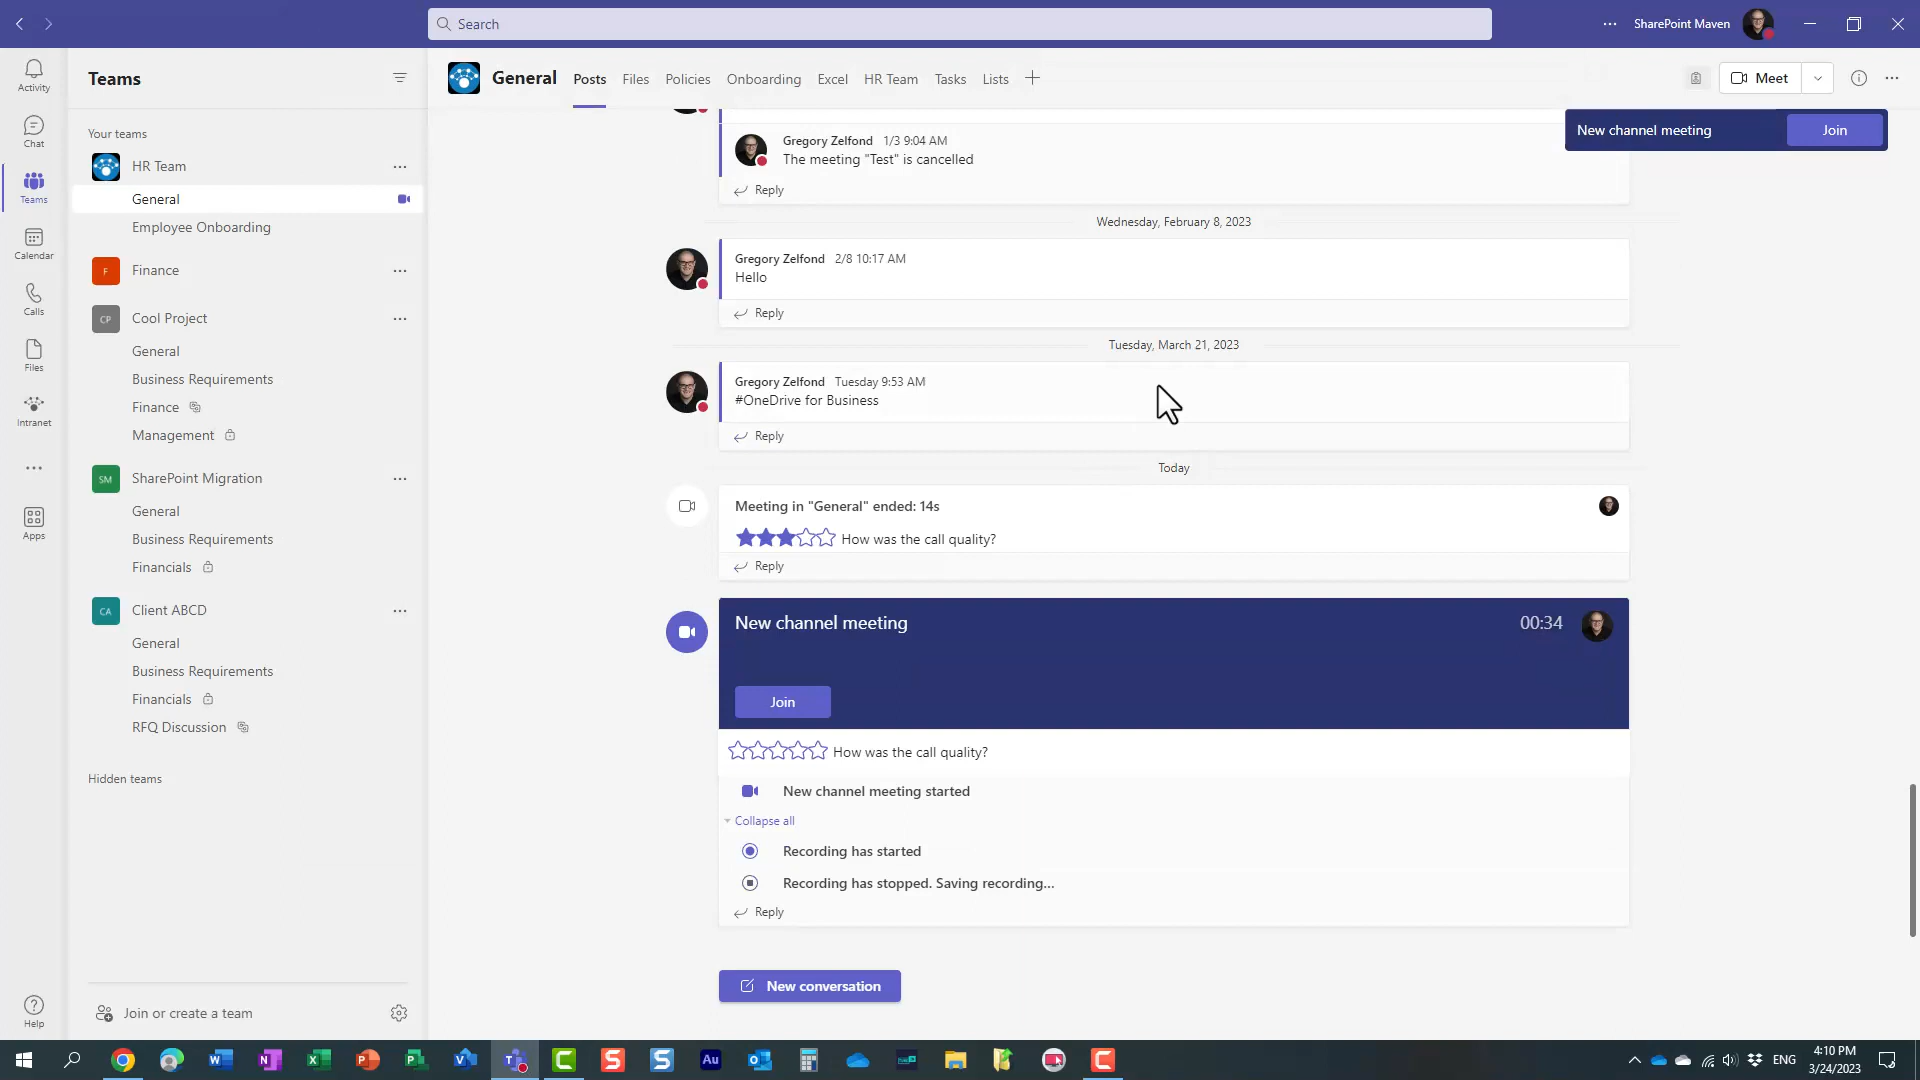 Search
SharePoint Maven
Activity
Chat
Teams
Calendar
Calls
Files
Intranet
Apps
Help
Teams
Your teams
HR Team
General
Employee Onboarding
F
Finance
CP
Cool Project
General
Business Requirements
Finance
Management
SM
SharePoint Migration
General
Business Requirements
Financials
CA
Client ABCD
General
Business Requirements
Financials
RFQ Discussion
Hidden teams
Join or create a team
General
Posts
Files
Policies
Onboarding
Excel
HR Team
Tasks
Lists
Meet
New channel meeting
Join
Gregory Zelfond 1/3 9:04 AM
The meeting "Test" is cancelled
Reply
Wednesday, February 8, 2023
Gregory Zelfond 2/8 10:17 AM
Hello
Reply
Tuesday, March 21, 2023
Gregory Zelfond Tuesday 9:53 AM
#OneDrive for Business
Reply
Today
Meeting in "General" ended: 14s
How was the call quality?
Reply
New channel meeting
00:34
Join
How was the call quality?
New channel meeting started
Collapse all
Recording has started
Recording has stopped. Saving recording...
Reply
New conversation
ENG
4:10 PM
3/24/2023